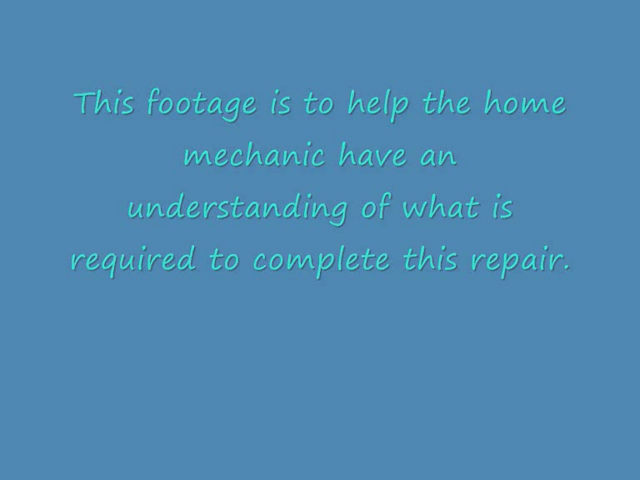 This footage is to help the home
mechanic have an
understanding of what is
required to complete this repair.